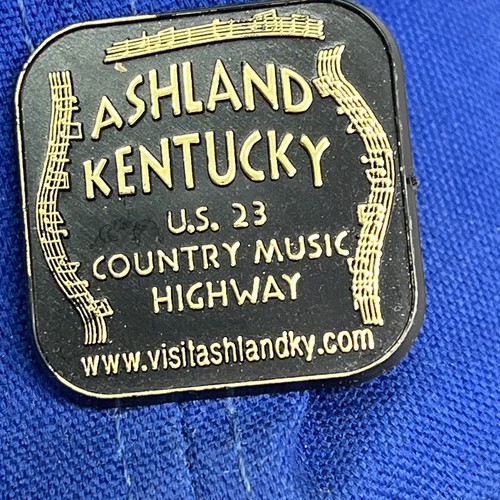 ASHLAND
KENTUCKY
U.S. 23
COUNTRY MUSIC
HIGHWAY
www.visitashlandky.com